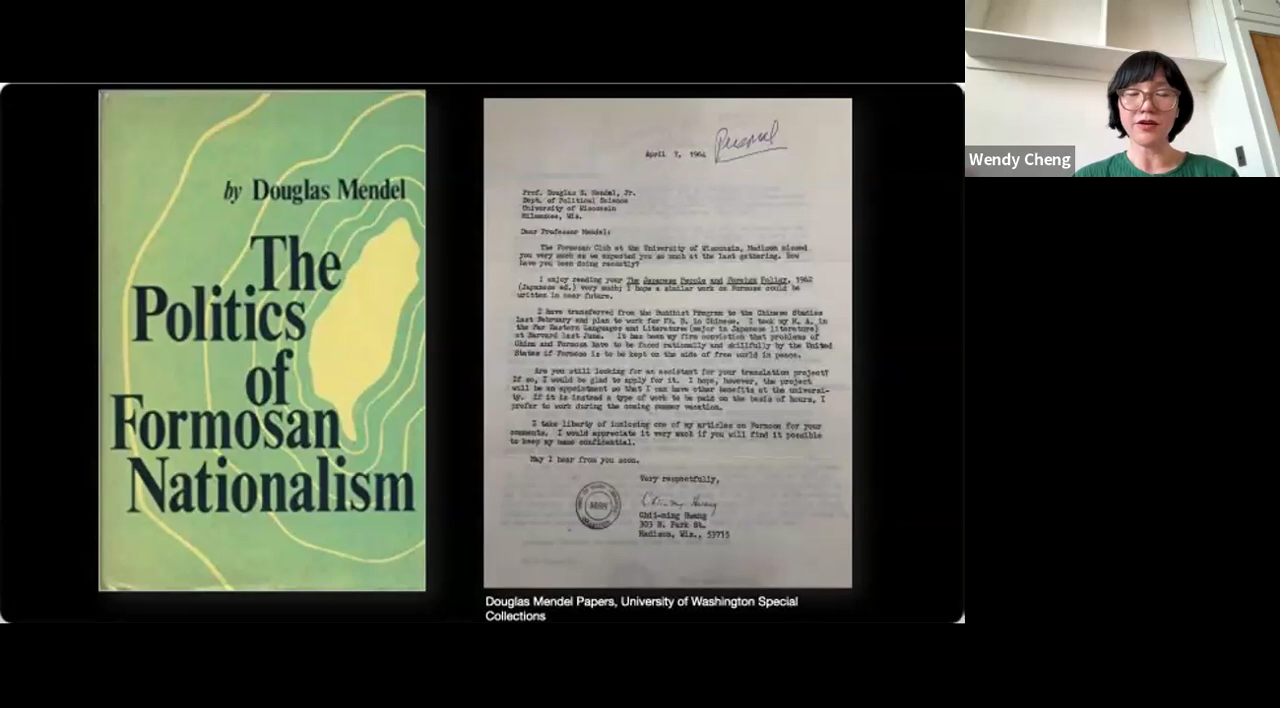 by Douglas Mendel
The
Politics
of
Formosan
Nationalism
Personal
April 7, 1964
Prof. Douglas H. Mendel, Jr.
Dept. of Political Science
University of Wisconsin
Milwaukee, Wis.
Dear Professor Mendel:
The Formosan Club at the University of Wisconsin, Madison missed
you very much as we expected you so much at the last gathering. How
have you been doing recently?
I enjoy reading your The Japanese People and Foreign Policy, 1962
(Japanese ed.) very much; I hope a similar work on Formosa could be
written in near future.
I have transferred from the Buddhist Program to the Chinese Studies
last February and plan to work for Ph. D. in Chinese. I took my M. A. in
the Far Eastern Languages and Literatures (major in Japanese literature)
at Harvard last June. It has been my firm conviction that problems of
China and Formosa have to be faced rationally and skillfully by the United
States if Formosa is to be kept on the side of free world in peace.
Are you still looking for an assistant for your translation project?
If so, I would be glad to apply for it. I hope, however, the project
will be an appointment so that I can have other benefits at the universi-
ty. If it is instead a type of work to be paid on the basis of hours, I
prefer to work during the coming summer vacation.
I take liberty of inclosing one of my articles on Formosa for your
comments. I would appreciate it very much if you will find it possible
to keep my name confidential.
May I hear from you soon.
Very respectfully,
Chii-ming Hwang
303 N. Park St.
Madison, Wis., 53715
Douglas Mendel Papers, University of Washington Special
Collections
Wendy Cheng